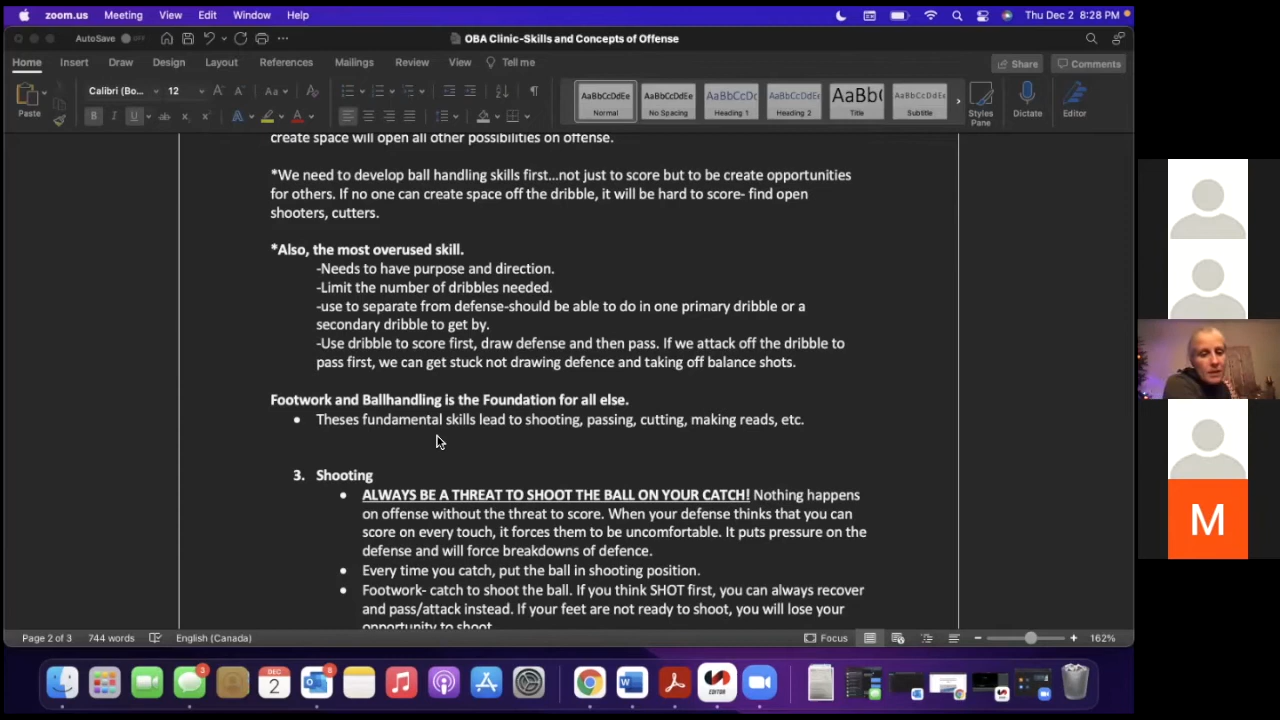 zoom.us Meeting View Edit Window Help Thu Dec 2 8:28 PM
AutoSave OBA Clinic-Skills and Concepts of Offense
Home Insert Draw Design Layout References Mailings Review View Tell me Share Comments
Paste Calibri (Bo... 12 Aa AaBbCcDdEe AaBbCcDdEe AaBbCcDc AaBbCcDdEe AaBb( AaBbCcDdEe
Normal No Spacing Heading 1 Heading 2 Title Subtitle Styles Pane Dictate Editor
create space will open all other possibilities on offense.
*We need to develop ball handling skills first...not just to score but to be create opportunities
for others. If no one can create space off the dribble, it will be hard to score- find open
shooters, cutters.
*Also, the most overused skill.
-Needs to have purpose and direction.
-Limit the number of dribbles needed.
-use to separate from defense-should be able to do in one primary dribble or a
secondary dribble to get by.
-Use dribble to score first, draw defense and then pass. If we attack off the dribble to
pass first, we can get stuck not drawing defence and taking off balance shots.
Footwork and Ballhandling is the Foundation for all else.
• Theses fundamental skills lead to shooting, passing, cutting, making reads, etc.
3. Shooting
• ALWAYS BE A THREAT TO SHOOT THE BALL ON YOUR CATCH! Nothing happens
on offense without the threat to score. When your defense thinks that you can
score on every touch, it forces them to be uncomfortable. It puts pressure on the
defense and will force breakdowns of defence.
• Every time you catch, put the ball in shooting position.
• Footwork- catch to shoot the ball. If you think SHOT first, you can always recover
and pass/attack instead. If your feet are not ready to shoot, you will lose your
opportunity to shoot.
M
Page 2 of 3 744 words English (Canada) Focus 162%
3 DEC 2 8 EDITOR